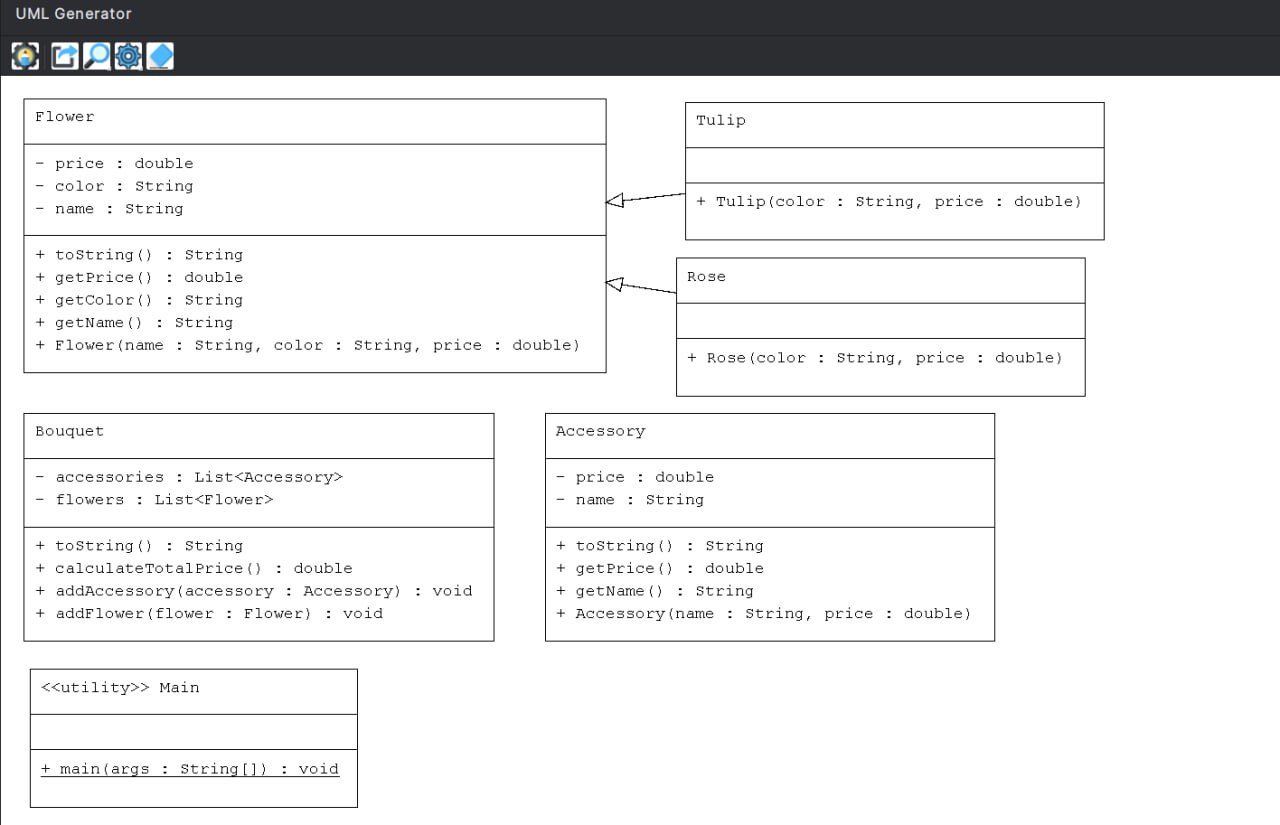 UML Generator
Flower
- price : double
- color : String
- name : String
+ toString() : String
+ getPrice() : double
+ getColor() : String
+ getName() : String
+ Flower(name : String, color : String, price : double)
Tulip
+ Tulip(color : String, price : double)
Rose
+ Rose(color : String, price : double)
Bouquet
- accessories : List<Accessory>
- flowers : List<Flower>
+ toString() : String
+ calculateTotalPrice() : double
+ addAccessory(accessory : Accessory) : void
+ addFlower(flower : Flower) : void
Accessory
- price : double
- name : String
+ toString() : String
+ getPrice() : double
+ getName() : String
+ Accessory(name : String, price : double)
<<utility>> Main
+ main(args : String[]) : void